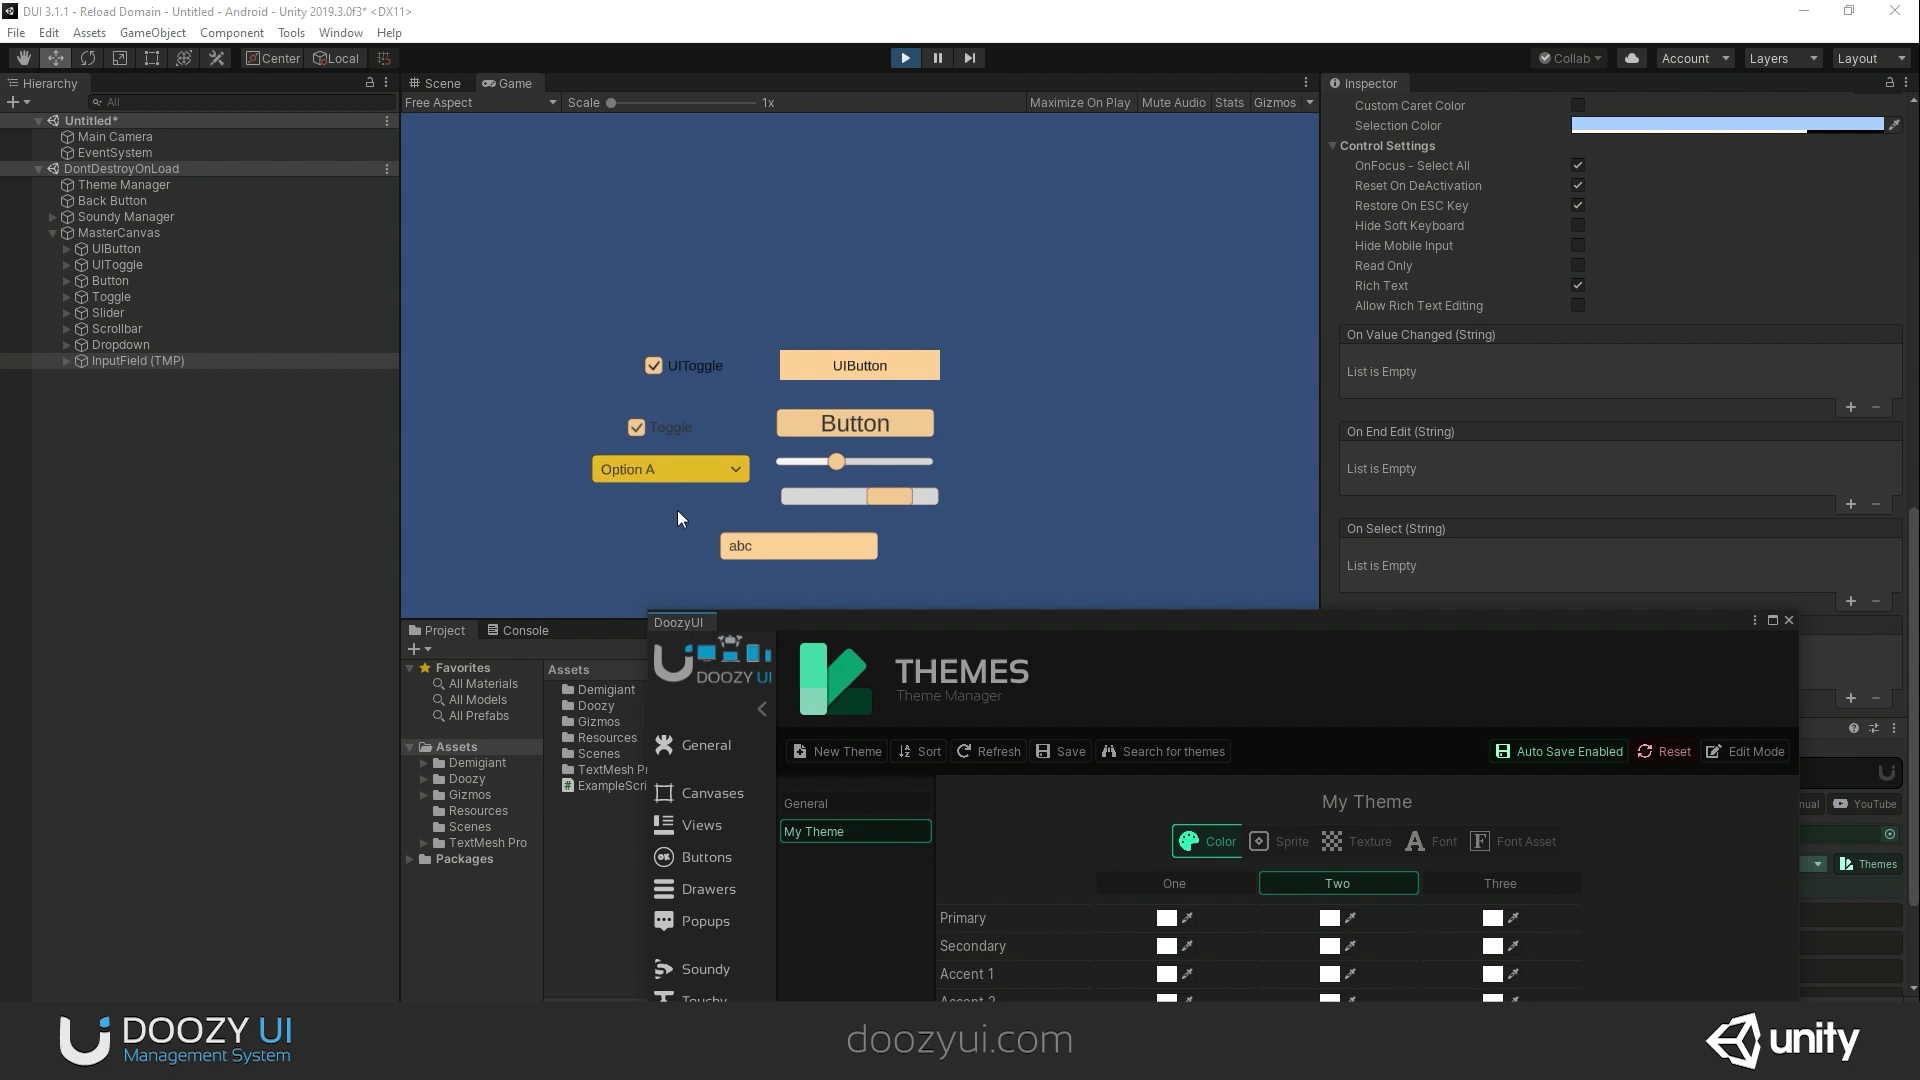 DUI 3.1.1 - Reload Domain - Untitled - Android - Unity 2019.3.0f3* <DX11>
File Edit Assets GameObject Component Tools Window Help
Center Local
Collab Account Layers Layout
Hierarchy
All
Untitled*
Main Camera
EventSystem
DontDestroyOnLoad
Theme Manager
Back Button
Soundy Manager
MasterCanvas
UIButton
UIToggle
Button
Toggle
Slider
Scrollbar
Dropdown
InputField (TMP)
Scene Game
Free Aspect Scale 1x Maximize On Play Mute Audio Stats Gizmos
UIToggle UIButton
Toggle Button
Option A
abc
Inspector
Custom Caret Color
Selection Color
Control Settings
OnFocus - Select All
Reset On DeActivation
Restore On ESC Key
Hide Soft Keyboard
Hide Mobile Input
Read Only
Rich Text
Allow Rich Text Editing
On Value Changed (String)
List is Empty
On End Edit (String)
List is Empty
On Select (String)
List is Empty
YouTube
Themes
Project Console
Favorites
All Materials
All Models
All Prefabs
Assets
Demigiant
Doozy
Gizmos
Resources
Scenes
TextMesh Pro
Packages
Assets
Demigiant
Doozy
Gizmos
Resources
Scenes
TextMesh Pr
ExampleScri
DoozyUI
DOOZY UI
General
Canvases
Views
Buttons
Drawers
Popups
Soundy
Touchy
THEMES
Theme Manager
New Theme Sort Refresh Save Search for themes Auto Save Enabled Reset Edit Mode
General
My Theme
My Theme
Color Sprite Texture Font Font Asset
One Two Three
Primary
Secondary
Accent 1
Accent 2
DOOZY UI
Management System
doozyui.com
unity